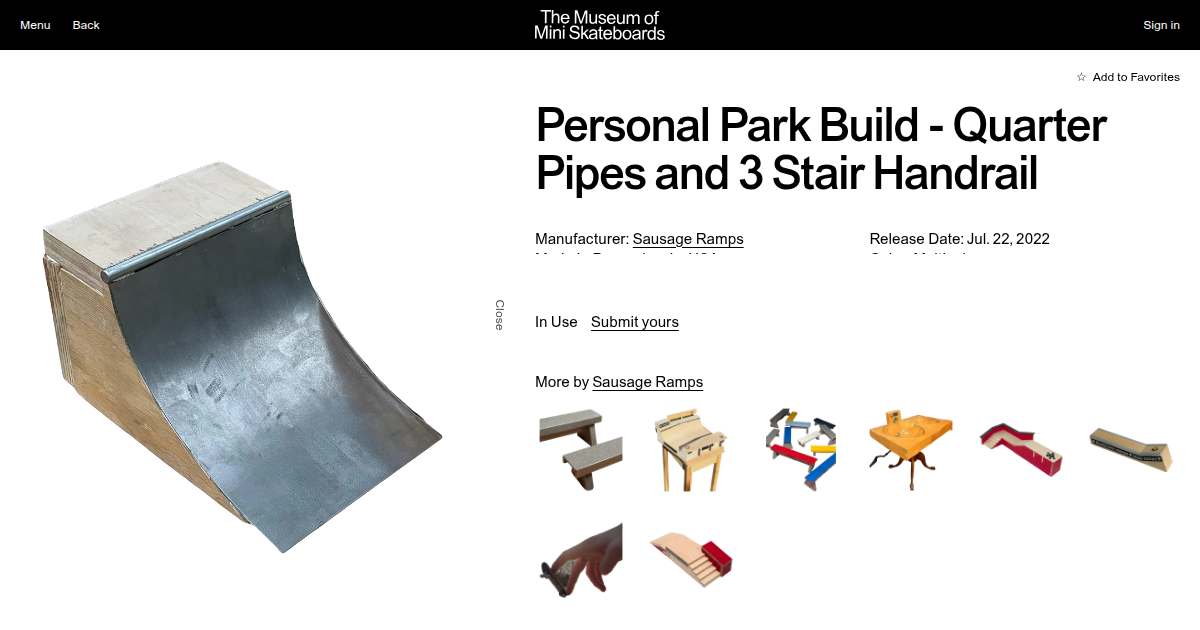 Menu
Back
The Museum of
Mini Skateboards
Sign in
☆ Add to Favorites
Personal Park Build - Quarter
Pipes and 3 Stair Handrail
Manufacturer: Sausage Ramps
Release Date: Jul. 22, 2022
Close
In Use Submit yours
More by Sausage Ramps